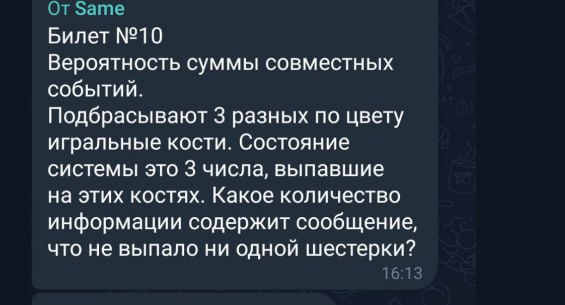 От Same
Билет №10
Вероятность суммы совместных
событий.
Подбрасывают 3 разных по цвету
игральные кости. Состояние
системы это 3 числа, выпавшие
на этих костях. Какое количество
информации содержит сообщение,
что не выпало ни одной шестерки?
16:13